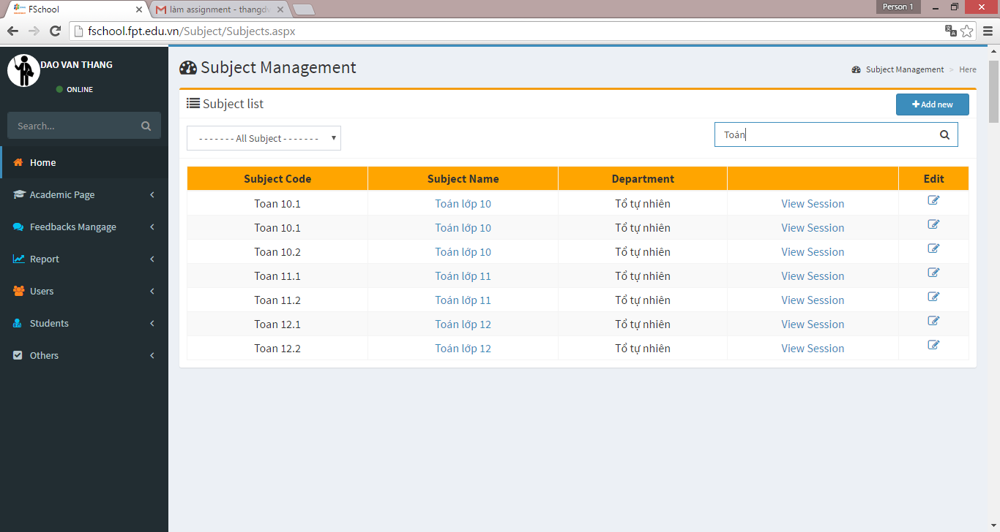 FSchool
làm assignment - thangdv
Person 1
fschool.fpt.edu.vn/Subject/Subjects.aspx
DAO VAN THANG
ONLINE
Search...
Home
Academic Page
Feedbacks Mangage
Report
Users
Students
Others
Subject Management
Subject Management > Here
Subject list
Add new
- - - - - - - All Subject - - - - - - -
Toán
Subject Code Subject Name Department Edit
Toan 10.1 Toán lớp 10 Tổ tự nhiên View Session
Toan 10.1 Toán lớp 10 Tổ tự nhiên View Session
Toan 10.2 Toán lớp 10 Tổ tự nhiên View Session
Toan 11.1 Toán lớp 11 Tổ tự nhiên View Session
Toan 11.2 Toán lớp 11 Tổ tự nhiên View Session
Toan 12.1 Toán lớp 12 Tổ tự nhiên View Session
Toan 12.2 Toán lớp 12 Tổ tự nhiên View Session